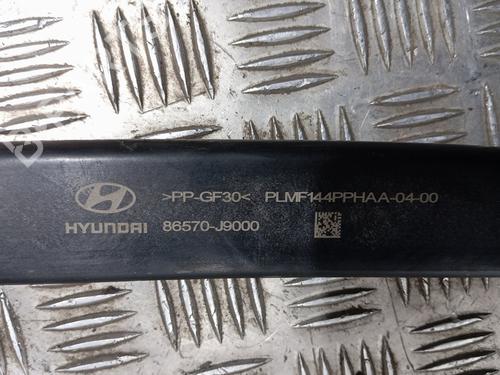 >PP-GF30< PLMF144PPHAA-04-00
HYUNDAI 86570-J9000